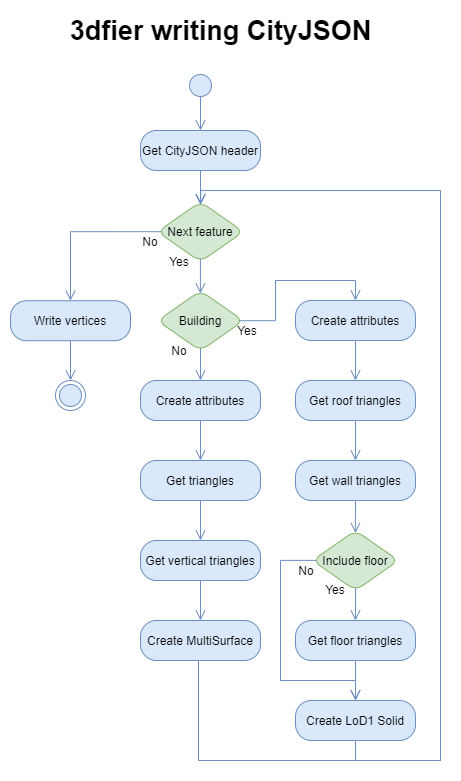 3dfier writing CityJSON
Get CityJSON header
Next feature
No
Yes
Write vertices
Building
Yes
No
Create attributes
Create attributes
Get roof triangles
Get triangles
Get wall triangles
Get vertical triangles
Include floor
No
Yes
Create MultiSurface
Get floor triangles
Create LoD1 Solid